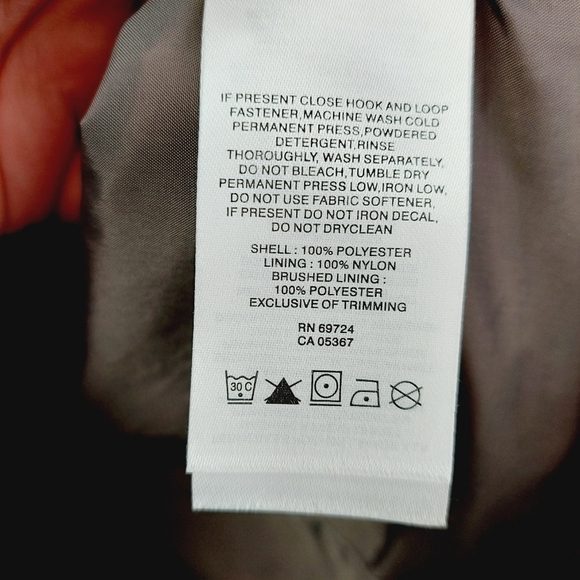 IF PRESENT CLOSE HOOK AND LOOP
FASTENER,MACHINE WASH COLD
PERMANENT PRESS,POWDERED
DETERGENT,RINSE
THOROUGHLY, WASH SEPARATELY,
DO NOT BLEACH,TUMBLE DRY
PERMANENT PRESS LOW,IRON LOW,
DO NOT USE FABRIC SOFTENER,
IF PRESENT DO NOT IRON DECAL,
DO NOT DRYCLEAN
SHELL : 100% POLYESTER
LINING : 100% NYLON
BRUSHED LINING :
100% POLYESTER
EXCLUSIVE OF TRIMMING
RN 69724
CA 05367
30 C